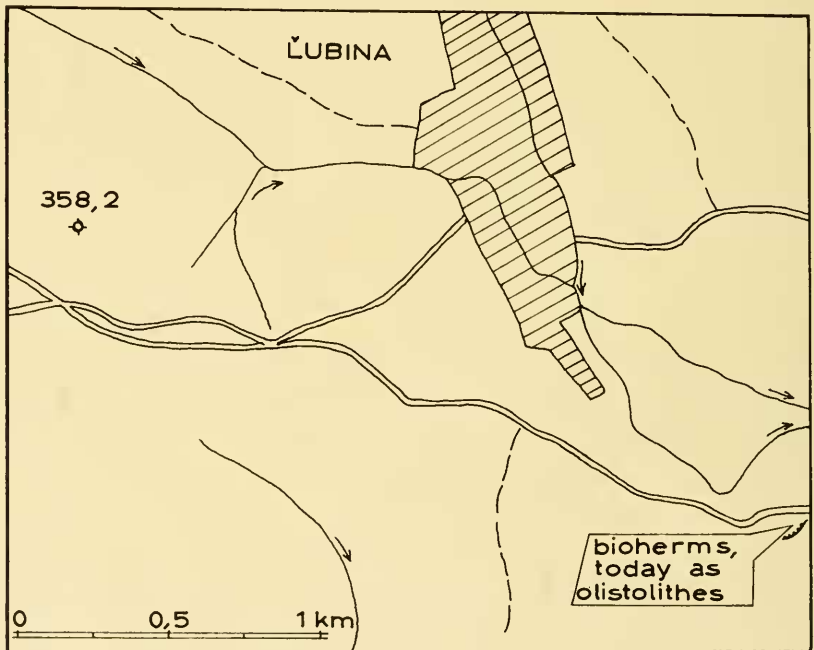 ĽUBINA
358,2
bioherms,
today as
olistolithes
0 0,5 1 km